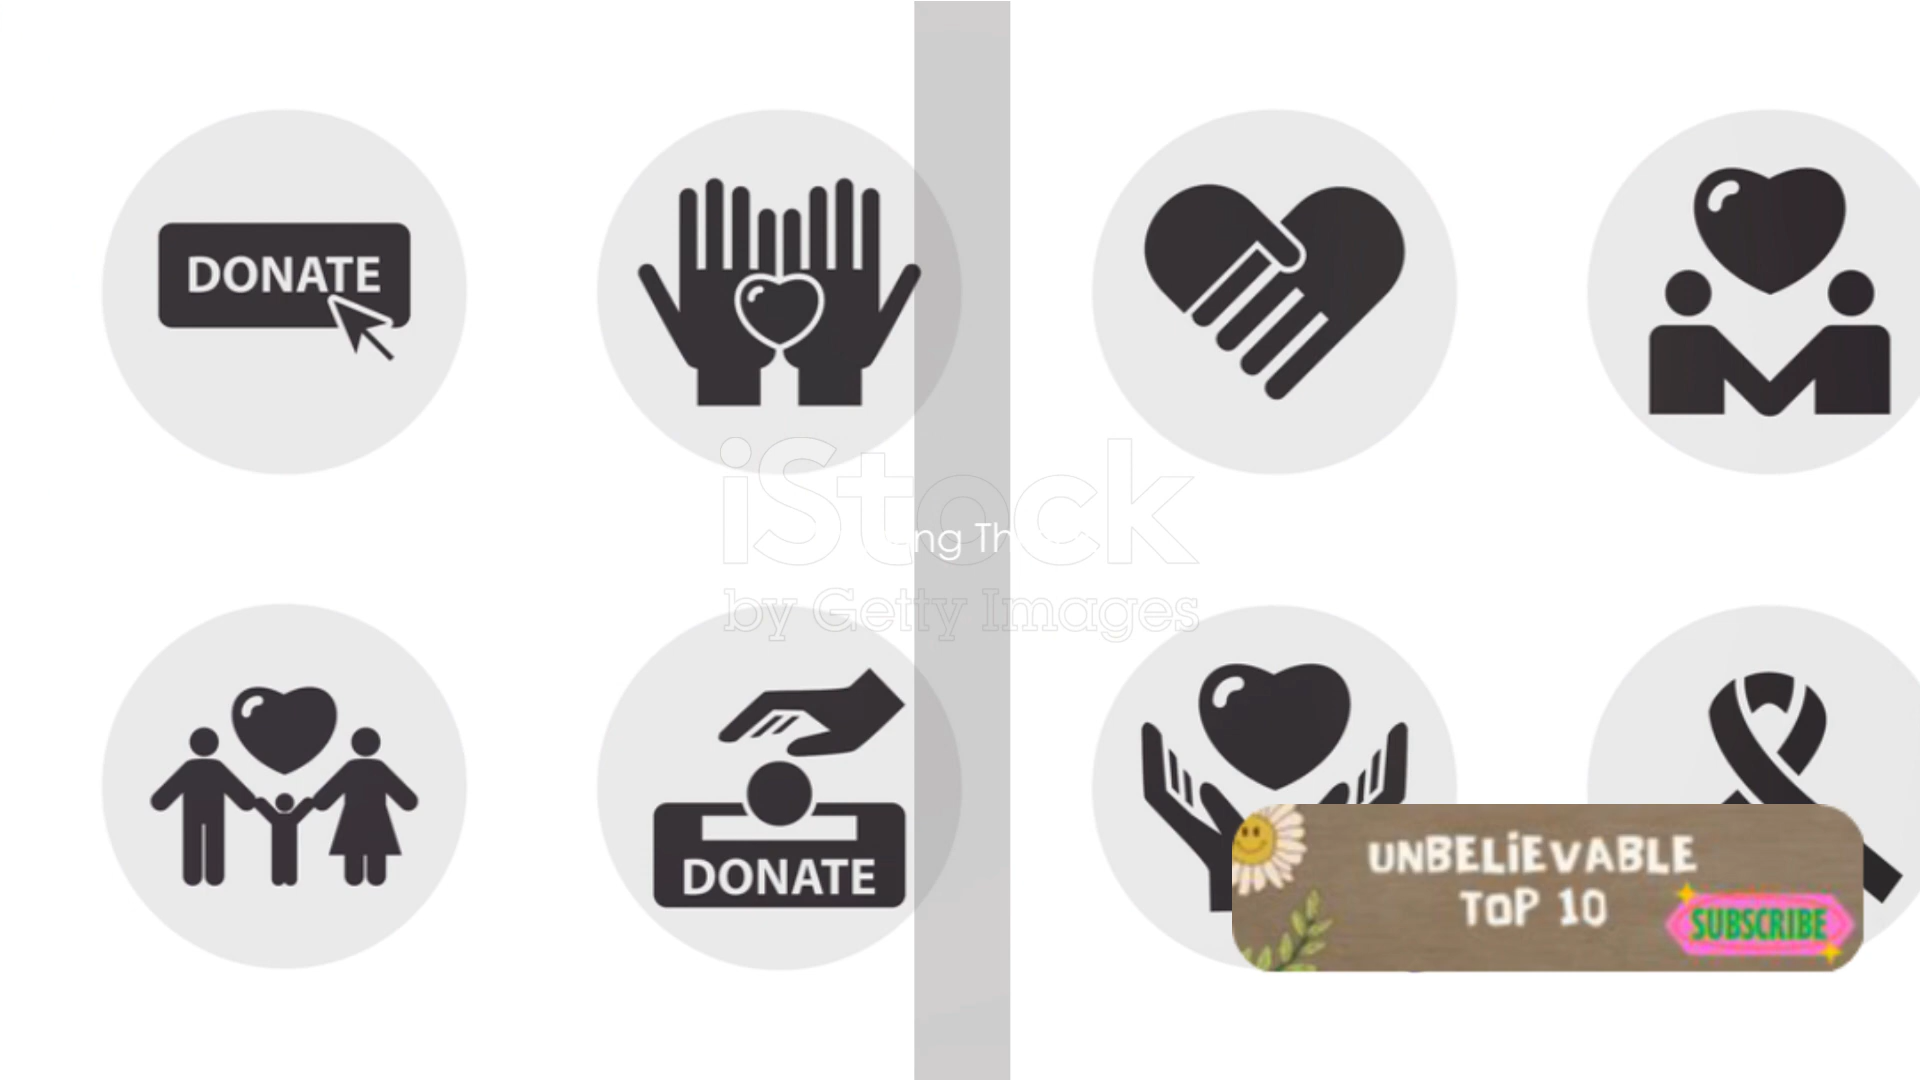 DONATE
iStock
by Getty Images
DONATE
UNBELiEVABLE
ToP 10
SUBSCRIBE